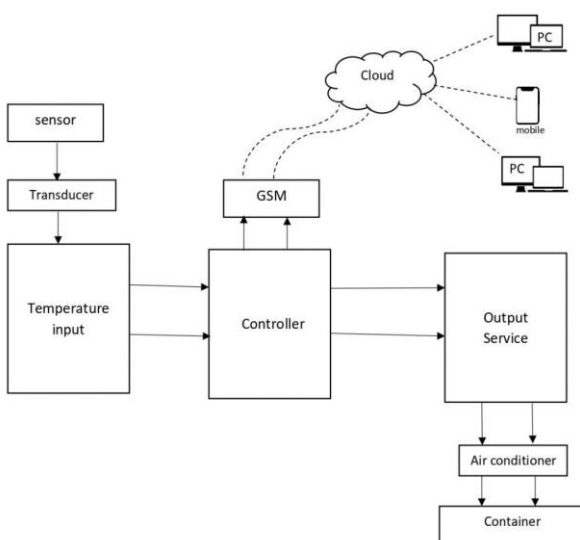 PC
Cloud
mobile
sensor
PC
Transducer
GSM
Temperature
input
Controller
Output
Service
Air conditioner
Container